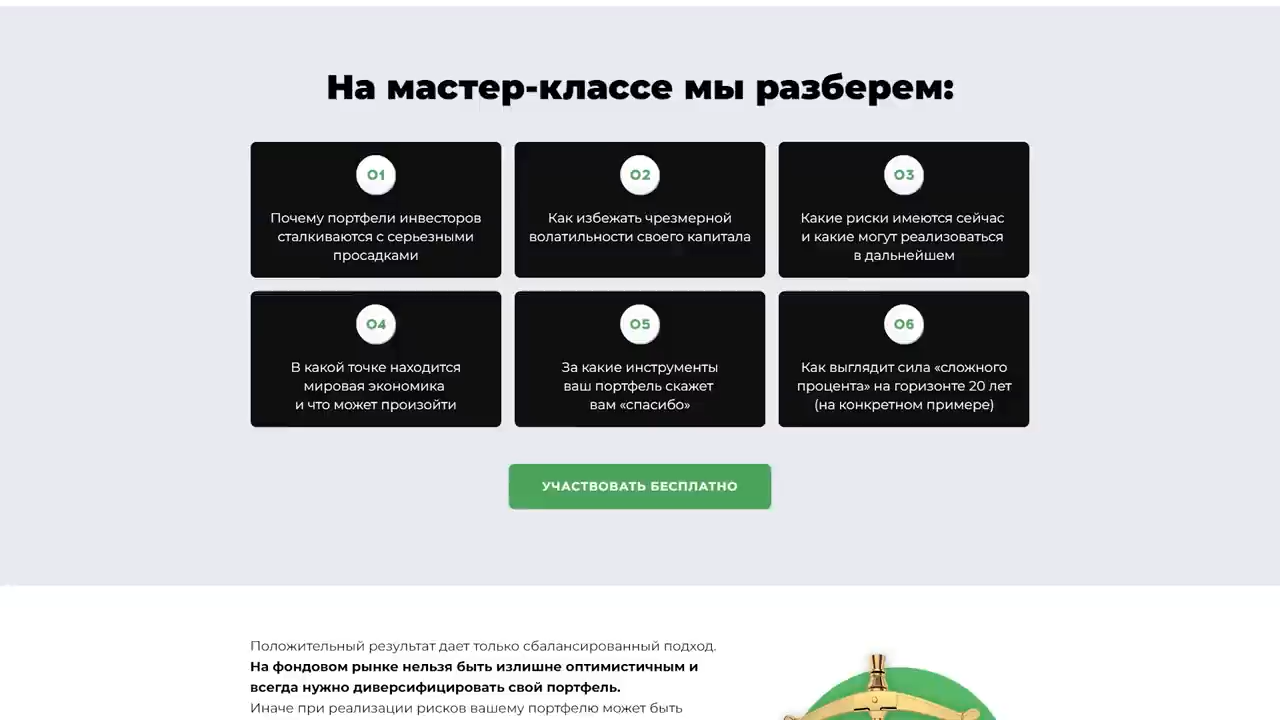 На мастер-классе мы разберем:
01
Почему портфели инвесторов
сталкиваются с серьезными
просадками
02
Как избежать чрезмерной
волатильности своего капитала
03
Какие риски имеются сейчас
и какие могут реализоваться
в дальнейшем
04
В какой точке находится
мировая экономика
и что может произойти
05
За какие инструменты
ваш портфель скажет
вам «спасибо»
06
Как выглядит сила «сложного
процента» на горизонте 20 лет
(на конкретном примере)
УЧАСТВОВАТЬ БЕСПЛАТНО
Положительный результат дает только сбалансированный подход.
На фондовом рынке нельзя быть излишне оптимистичным и
всегда нужно диверсифицировать свой портфель.
Иначе при реализации рисков вашему портфелю может быть